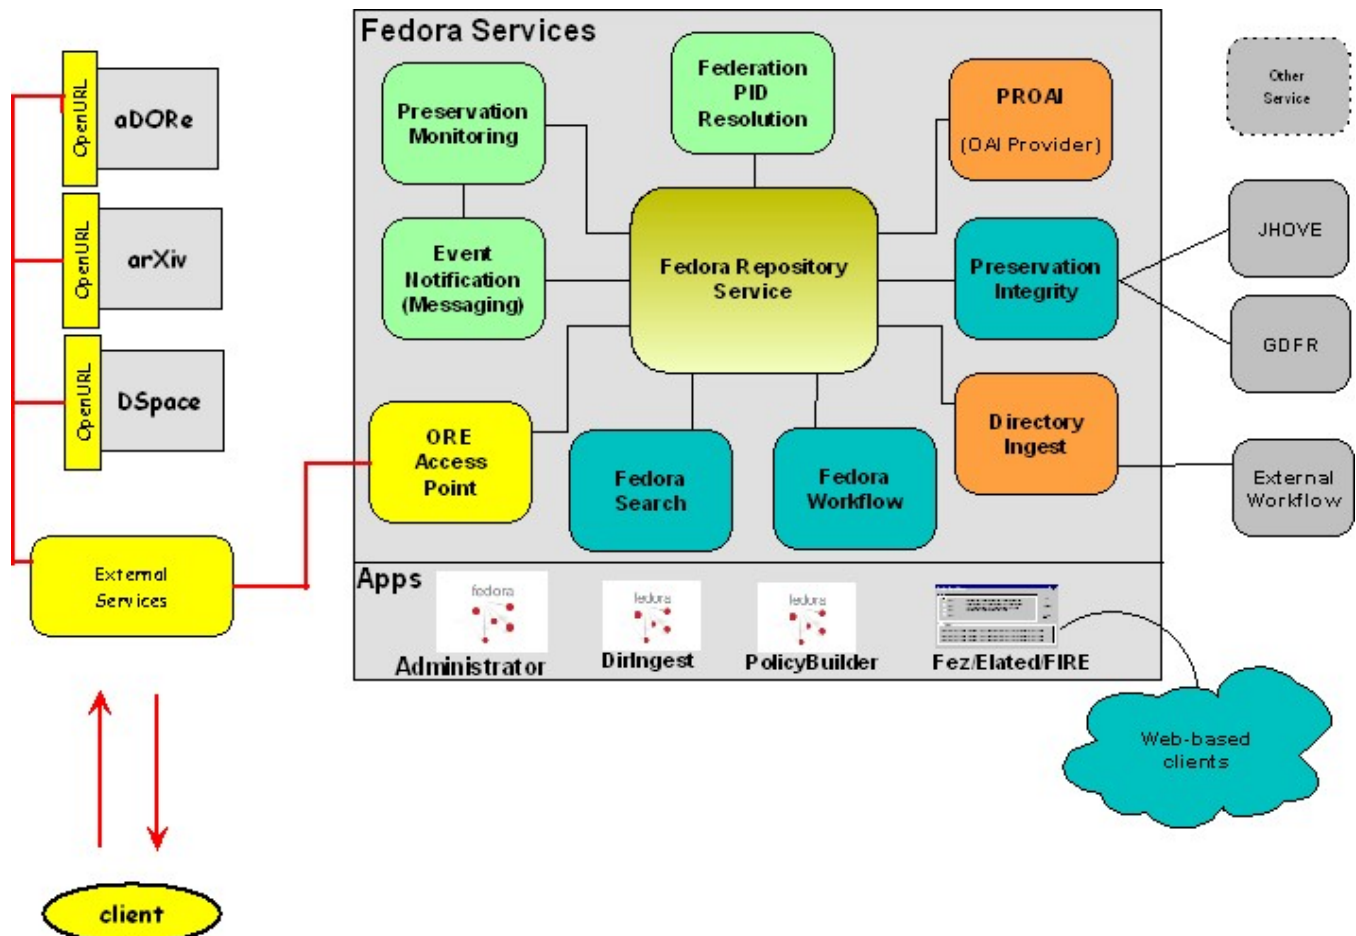 Fedora Services
OpenURL
aDORe
OpenURL
arXiv
OpenURL
DSpace
External
Services
client
Preservation
Monitoring
Federation
PID
Resolution
PROAI
(OAI Provider)
Event
Notification
(Messaging)
Fedora Repository
Service
Preservation
Integrity
ORE
Access
Point
Fedora
Search
Fedora
Workflow
Directory
Ingest
Other
Service
JHOVE
GDFR
External
Workflow
Apps
fedora
Administrator
fedora
DirIngest
fedora
PolicyBuilder
Fez/Elated/FIRE
Web-based
clients